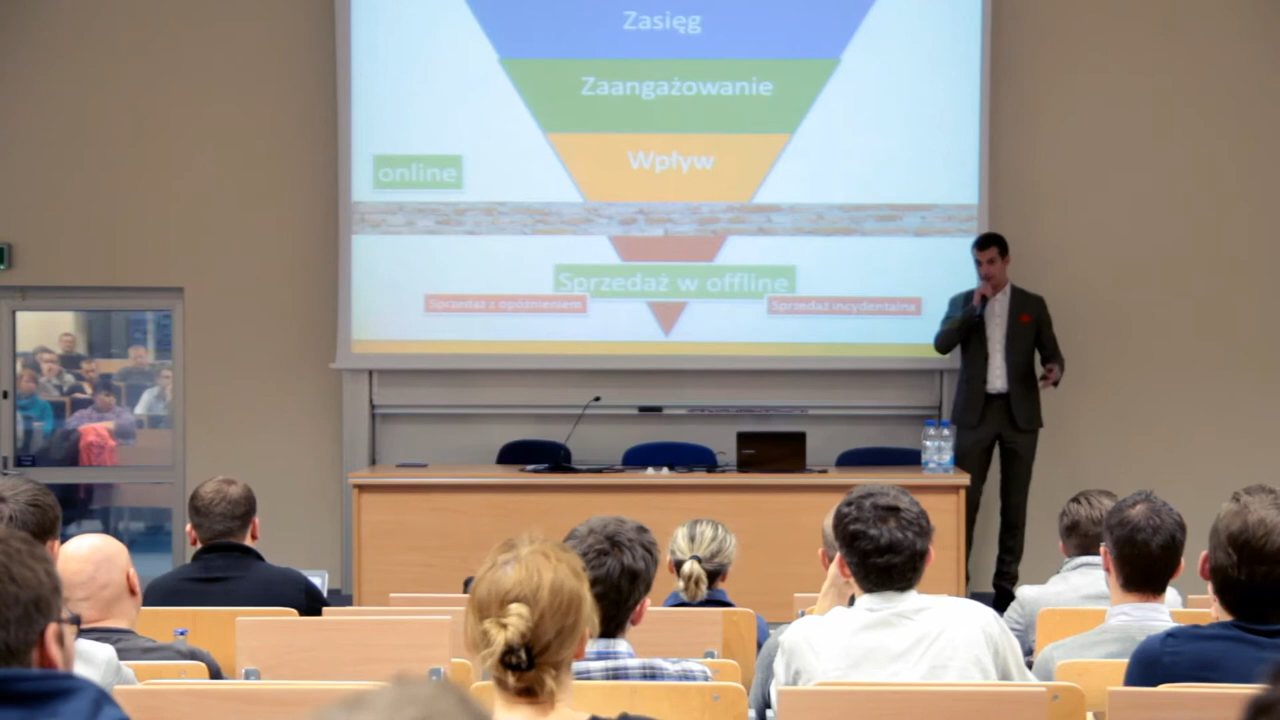 Zasięg
Zaangażowanie
Wpływ
online
Sprzedaż w offline
Sprzedaż z opóźnieniem
Sprzedaż incydentalna